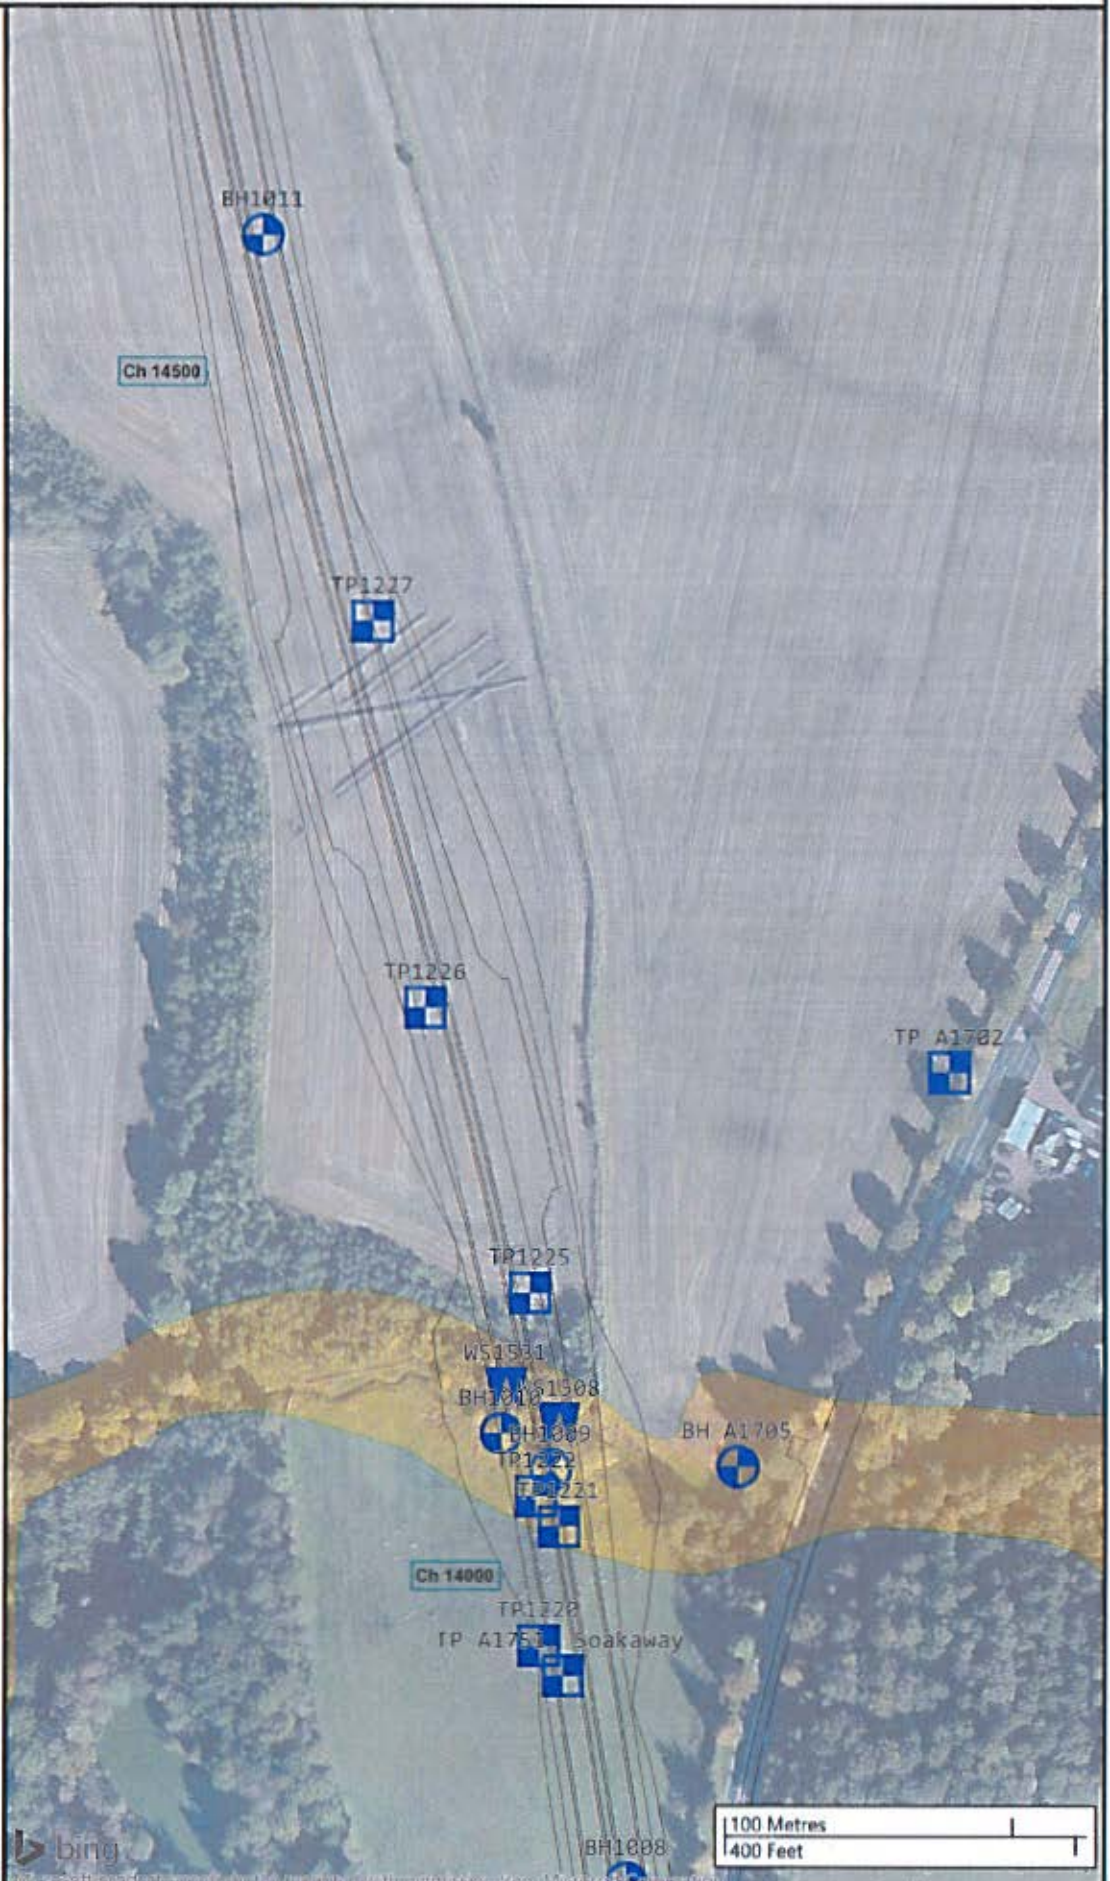 BH1011
Ch 14500
TP1227
TP1226
TP A1702
TP1225
WS1531
WS1508
BH1010
BH1009
BH A1705
TP1222
TP1221
Ch 14000
TP1220
TP A1751 Soakaway
100 Metres
400 Feet
BH1008
bing